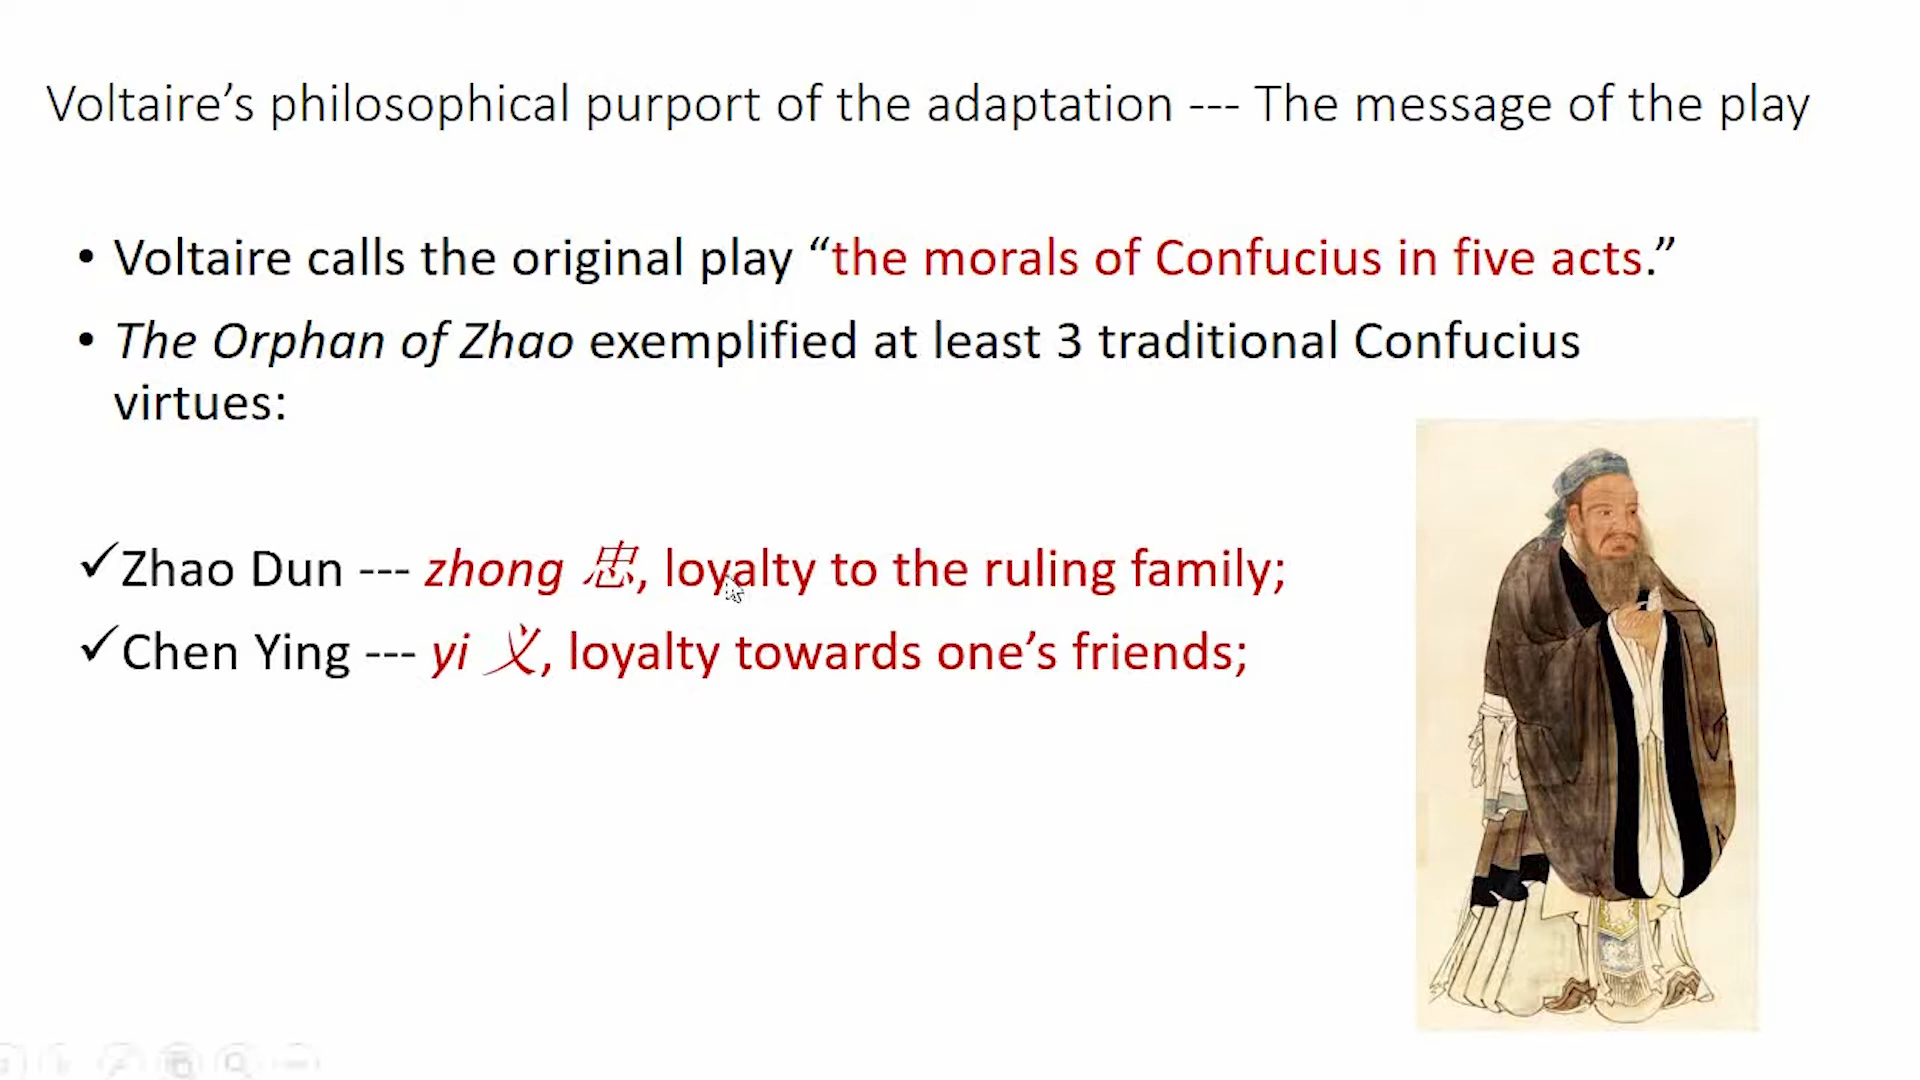 Voltaire’s philosophical purport of the adaptation --- The message of the play
• Voltaire calls the original play “the morals of Confucius in five acts.”
• The Orphan of Zhao exemplified at least 3 traditional Confucius
virtues:
✓Zhao Dun --- zhong 忠, loyalty to the ruling family;
✓Chen Ying --- yi 义, loyalty towards one’s friends;